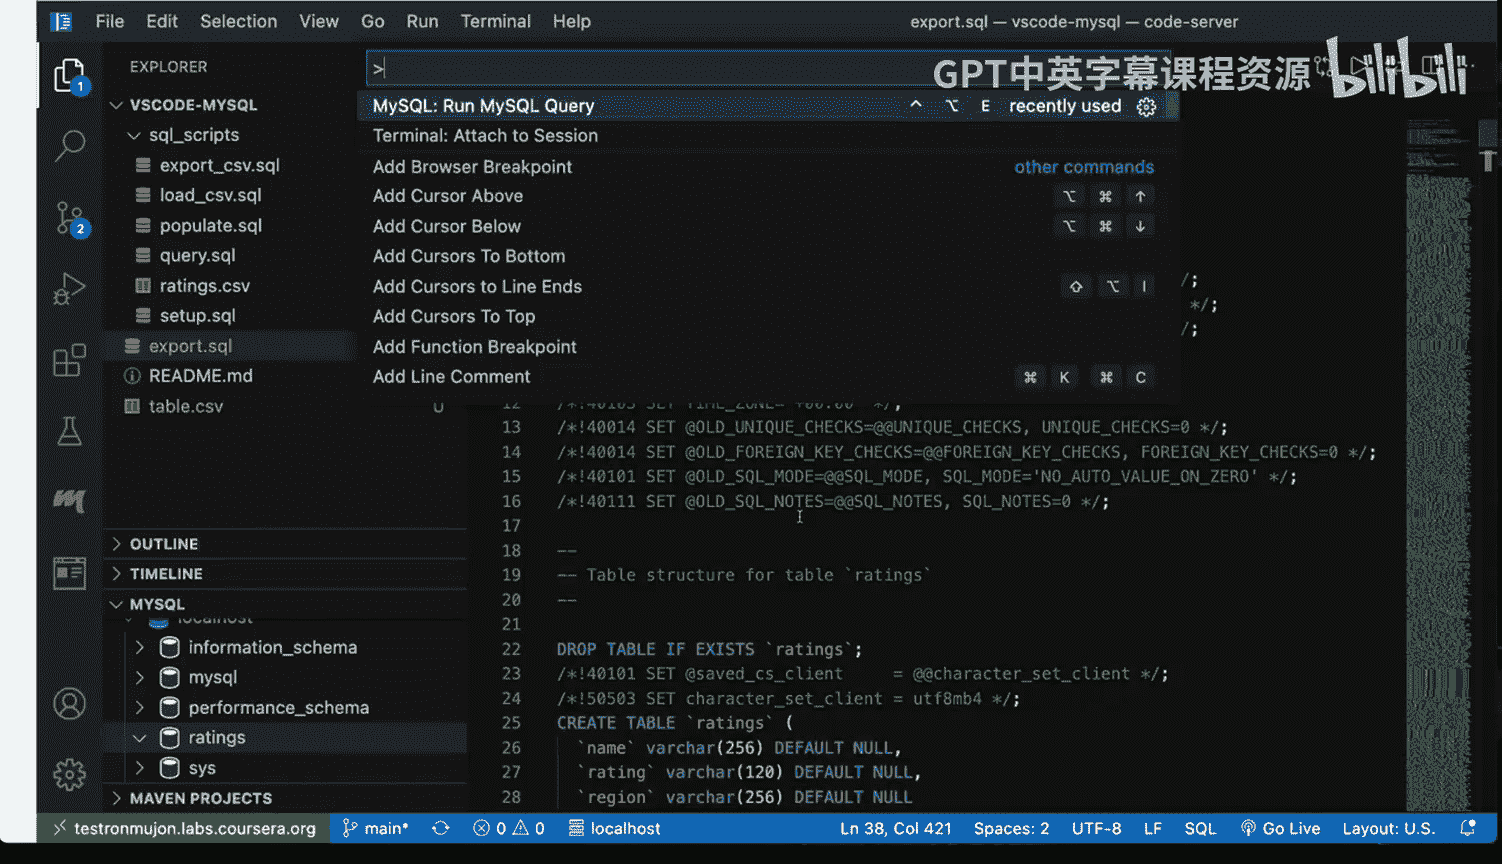 File Edit Selection View Go Run Terminal Help
export.sql — vscode-mysql — code-server
EXPLORER
>
GPT中英字幕课程资源 bilibili
1
VSCODE-MYSQL
MySQL: Run MySQL Query ^ ⌥ E recently used
sql_scripts
Terminal: Attach to Session
export_csv.sql
Add Browser Breakpoint other commands
load_csv.sql
Add Cursor Above ⌥ ⌘ ↑
populate.sql
Add Cursor Below ⌥ ⌘ ↓
2
query.sql
Add Cursors To Bottom
ratings.csv
Add Cursors to Line Ends ⇧ ⌥ I
setup.sql
Add Cursors To Top
export.sql
Add Function Breakpoint
README.md
Add Line Comment ⌘ K ⌘ C
table.csv U
/;
*/;
/;
12 /*!40103 SET TIME_ZONE='+00:00' */;
13 /*!40014 SET @OLD_UNIQUE_CHECKS=@@UNIQUE_CHECKS, UNIQUE_CHECKS=0 */;
14 /*!40014 SET @OLD_FOREIGN_KEY_CHECKS=@@FOREIGN_KEY_CHECKS, FOREIGN_KEY_CHECKS=0 */;
15 /*!40101 SET @OLD_SQL_MODE=@@SQL_MODE, SQL_MODE='NO_AUTO_VALUE_ON_ZERO' */;
16 /*!40111 SET @OLD_SQL_NOTES=@@SQL_NOTES, SQL_NOTES=0 */;
17
18 --
19 -- Table structure for table `ratings`
20 --
21
22 DROP TABLE IF EXISTS `ratings`;
23 /*!40101 SET @saved_cs_client     = @@character_set_client */;
24 /*!50503 SET character_set_client = utf8mb4 */;
25 CREATE TABLE `ratings` (
26 `name` varchar(256) DEFAULT NULL,
27 `rating` varchar(120) DEFAULT NULL,
28 `region` varchar(256) DEFAULT NULL
OUTLINE
TIMELINE
MYSQL
localhost
information_schema
mysql
performance_schema
ratings
sys
MAVEN PROJECTS
testronmujon.labs.coursera.org main* 0 0 localhost Ln 38, Col 421 Spaces: 2 UTF-8 LF SQL Go Live Layout: U.S.